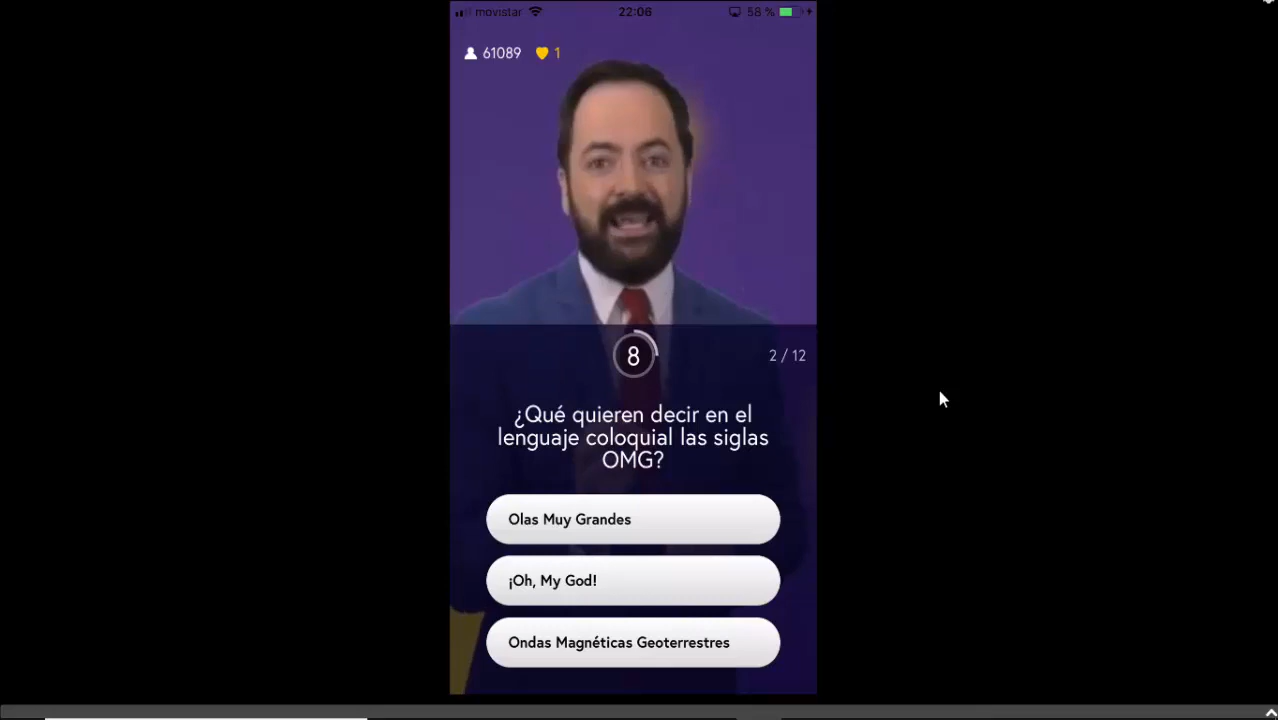 movistar 22:06 58 %
61089 1
8 2 / 12
¿Qué quieren decir en el
lenguaje coloquial las siglas
OMG?
Olas Muy Grandes
¡Oh, My God!
Ondas Magnéticas Geoterrestres